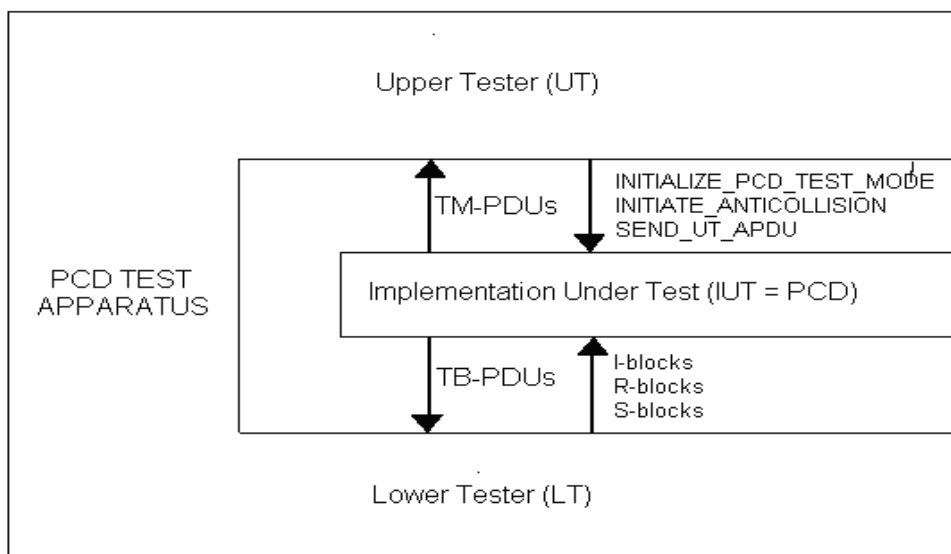 Upper Tester (UT)
TM-PDUs
INITIALIZE_PCD_TEST_MODE
INITIATE_ANTICOLLISION
SEND_UT_APDU
PCD TEST
APPARATUS
Implementation Under Test (IUT = PCD)
TB-PDUs
I-blocks
R-blocks
S-blocks
Lower Tester (LT)